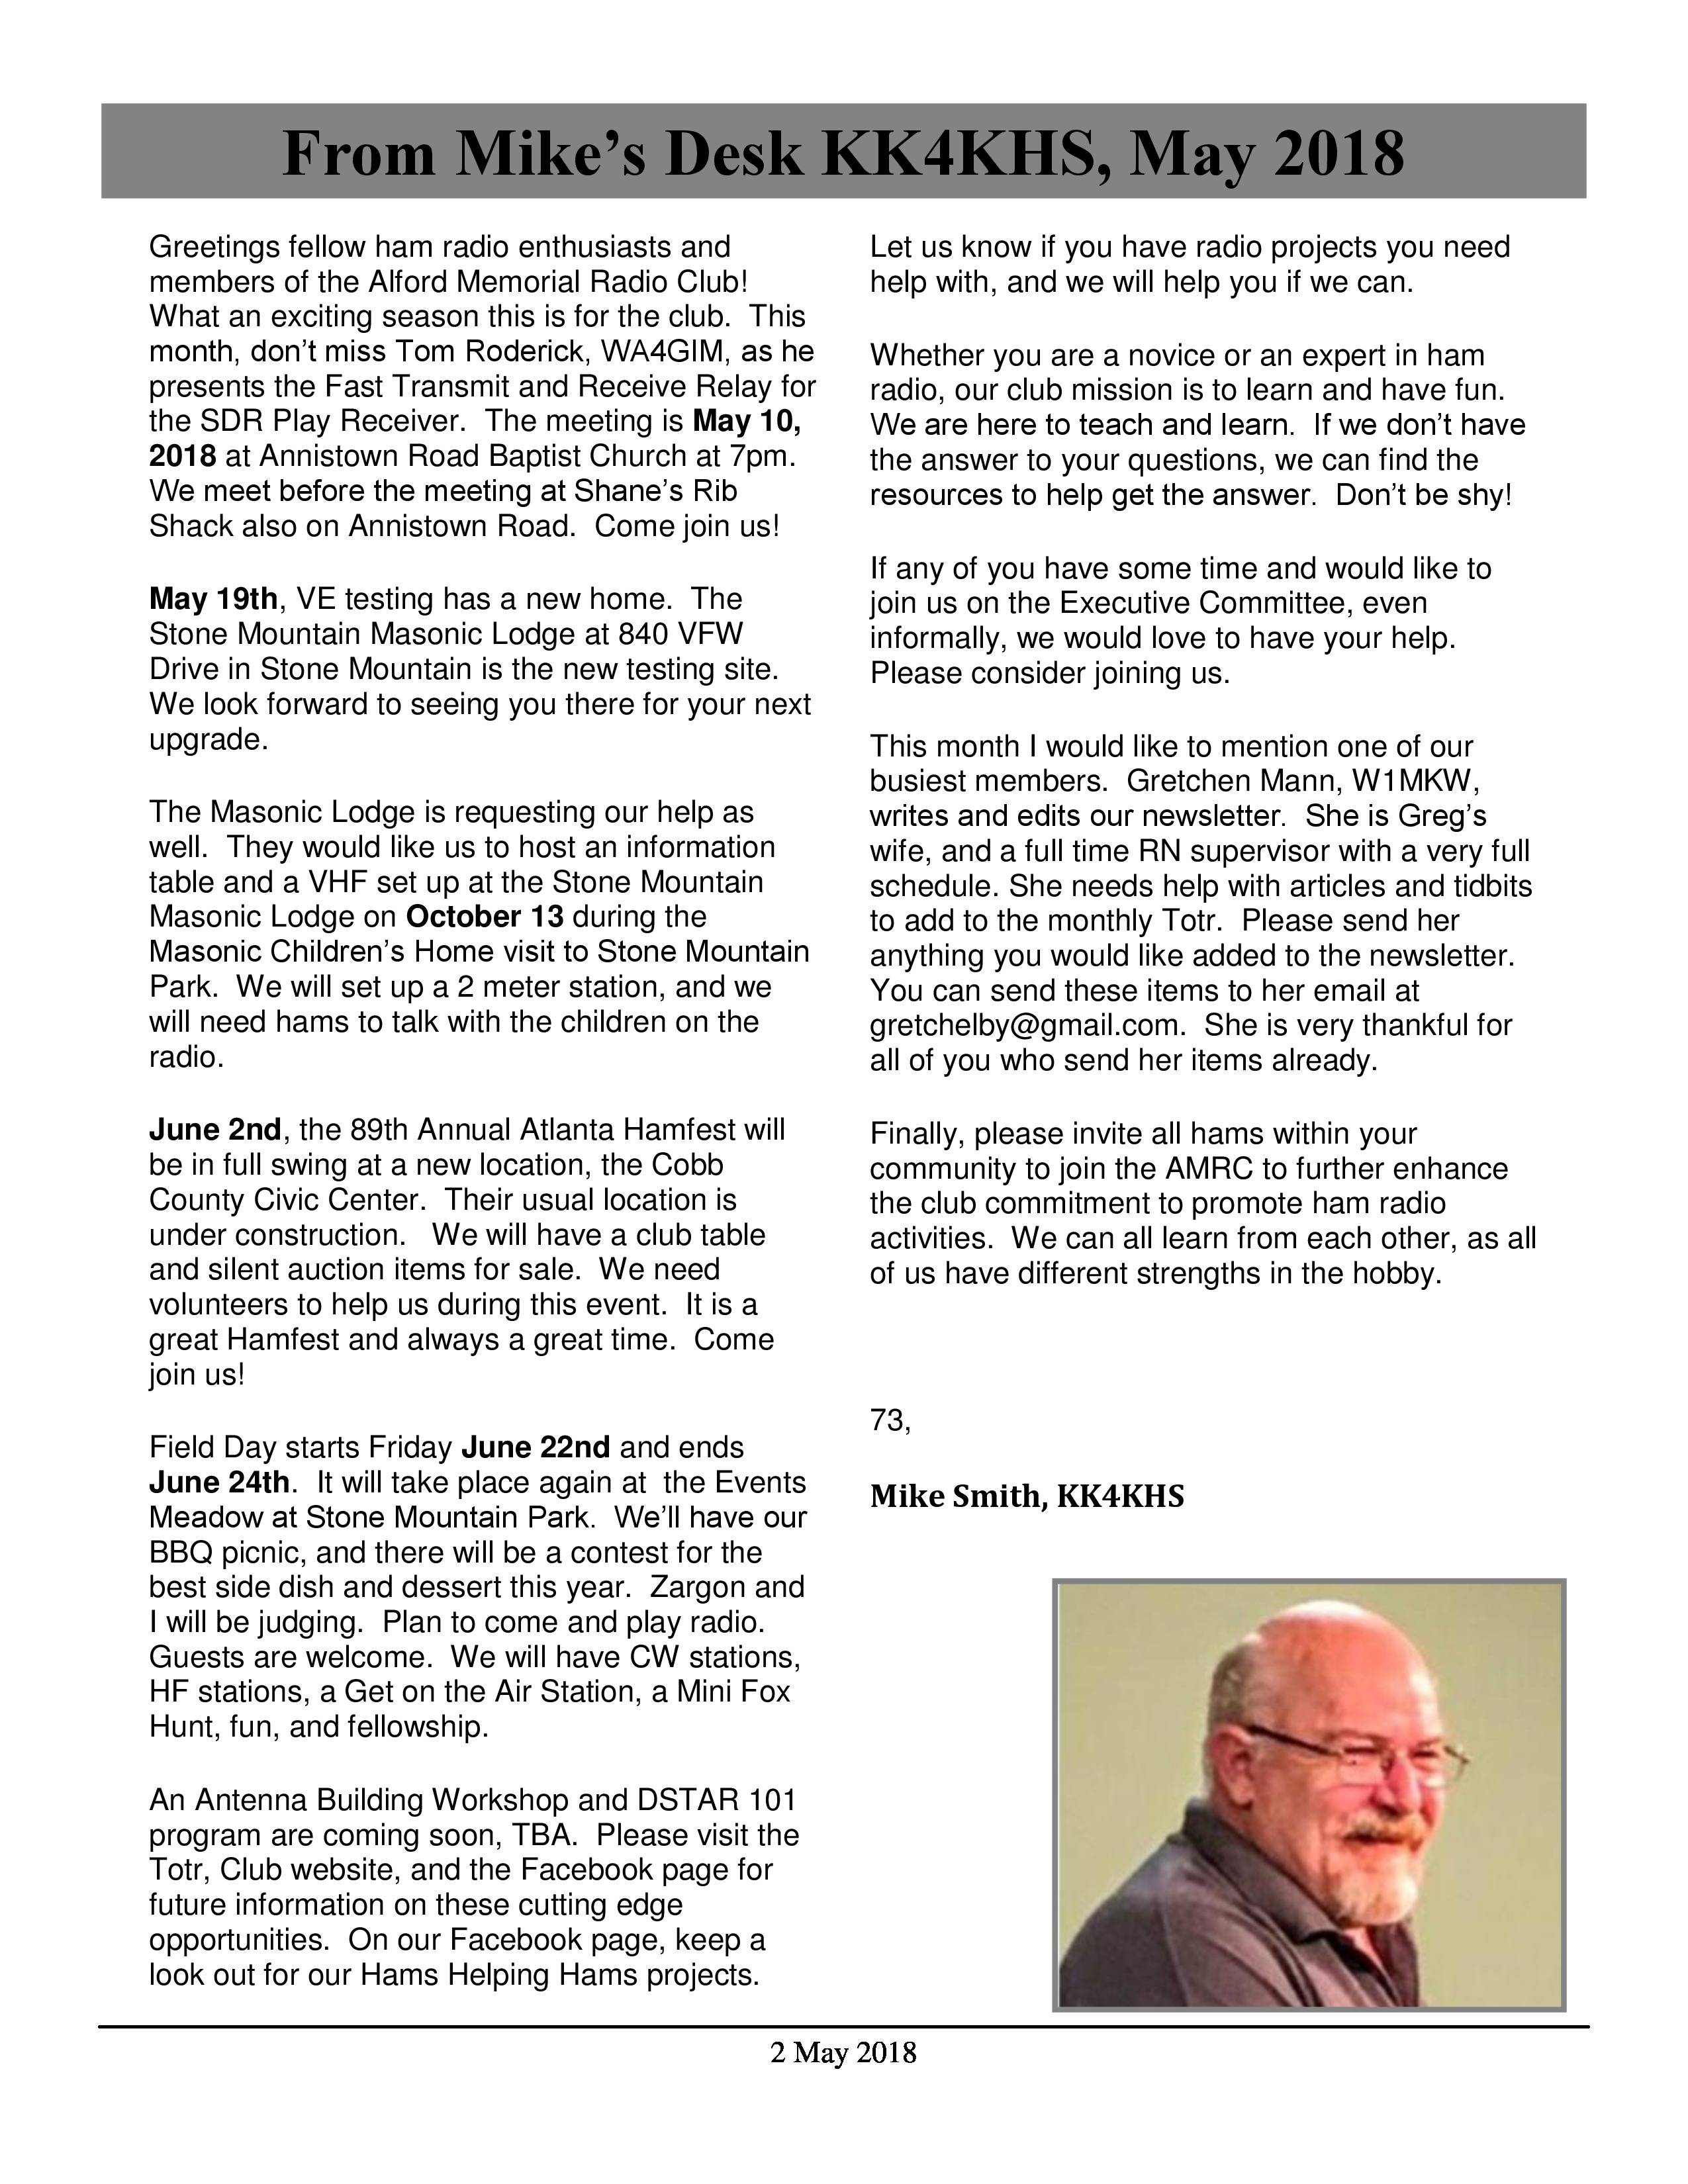 From Mike’s Desk KK4KHS, May 2018
Greetings fellow ham radio enthusiasts and
members of the Alford Memorial Radio Club!
What an exciting season this is for the club.  This
month, don’t miss Tom Roderick, WA4GIM, as he
presents the Fast Transmit and Receive Relay for
the SDR Play Receiver.  The meeting is May 10,
2018 at Annistown Road Baptist Church at 7pm.
We meet before the meeting at Shane’s Rib
Shack also on Annistown Road.  Come join us!
May 19th, VE testing has a new home.  The
Stone Mountain Masonic Lodge at 840 VFW
Drive in Stone Mountain is the new testing site.
We look forward to seeing you there for your next
upgrade.
The Masonic Lodge is requesting our help as
well.  They would like us to host an information
table and a VHF set up at the Stone Mountain
Masonic Lodge on October 13 during the
Masonic Children’s Home visit to Stone Mountain
Park.  We will set up a 2 meter station, and we
will need hams to talk with the children on the
radio.
June 2nd, the 89th Annual Atlanta Hamfest will
be in full swing at a new location, the Cobb
County Civic Center.  Their usual location is
under construction.   We will have a club table
and silent auction items for sale.  We need
volunteers to help us during this event.  It is a
great Hamfest and always a great time.  Come
join us!
Field Day starts Friday June 22nd and ends
June 24th.  It will take place again at  the Events
Meadow at Stone Mountain Park.  We’ll have our
BBQ picnic, and there will be a contest for the
best side dish and dessert this year.  Zargon and
I will be judging.  Plan to come and play radio.
Guests are welcome.  We will have CW stations,
HF stations, a Get on the Air Station, a Mini Fox
Hunt, fun, and fellowship.
An Antenna Building Workshop and DSTAR 101
program are coming soon, TBA.  Please visit the
Totr, Club website, and the Facebook page for
future information on these cutting edge
opportunities.  On our Facebook page, keep a
look out for our Hams Helping Hams projects.
Let us know if you have radio projects you need
help with, and we will help you if we can.
Whether you are a novice or an expert in ham
radio, our club mission is to learn and have fun.
We are here to teach and learn.  If we don’t have
the answer to your questions, we can find the
resources to help get the answer.  Don’t be shy!
If any of you have some time and would like to
join us on the Executive Committee, even
informally, we would love to have your help.
Please consider joining us.
This month I would like to mention one of our
busiest members.  Gretchen Mann, W1MKW,
writes and edits our newsletter.  She is Greg’s
wife, and a full time RN supervisor with a very full
schedule. She needs help with articles and tidbits
to add to the monthly Totr.  Please send her
anything you would like added to the newsletter.
You can send these items to her email at
gretchelby@gmail.com.  She is very thankful for
all of you who send her items already.
Finally, please invite all hams within your
community to join the AMRC to further enhance
the club commitment to promote ham radio
activities.  We can all learn from each other, as all
of us have different strengths in the hobby.
73,
Mike Smith, KK4KHS
2 May 2018